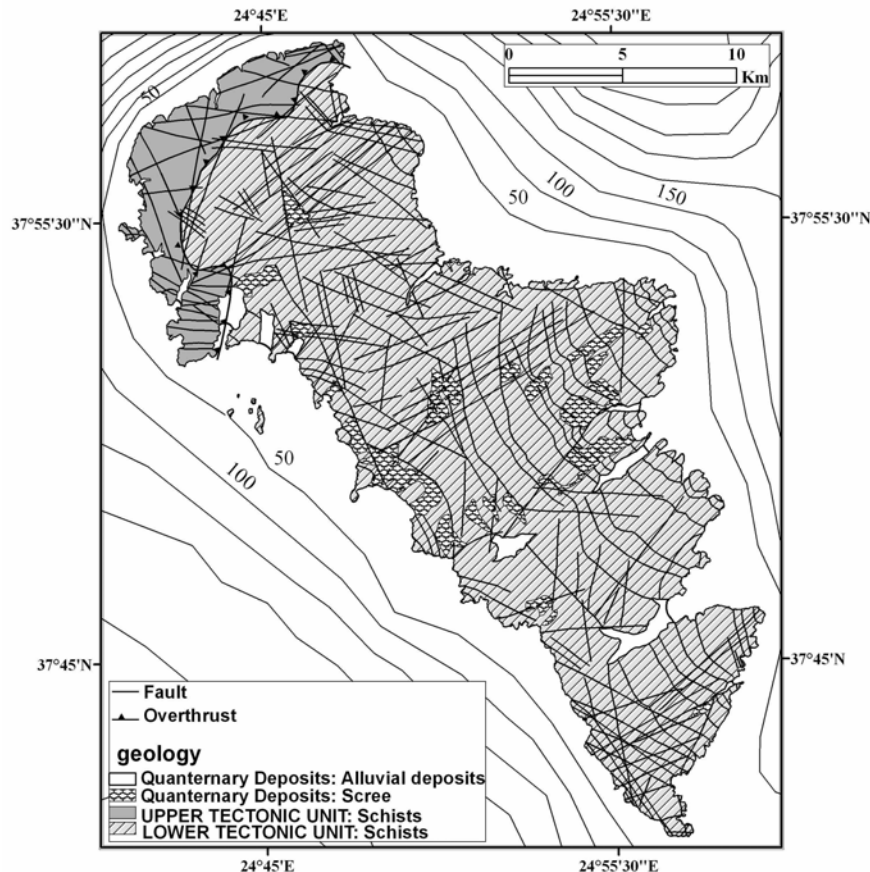 24°45'E
24°55'30''E
0
5
10
Km
50
50
100
150
37°55'30''N
37°55'30''N
50
100
37°45'N
37°45'N
Fault
Overthrust
geology
Quanternary Deposits: Alluvial deposits
Quanternary Deposits: Scree
UPPER TECTONIC UNIT: Schists
LOWER TECTONIC UNIT: Schists
24°45'E
24°55'30''E